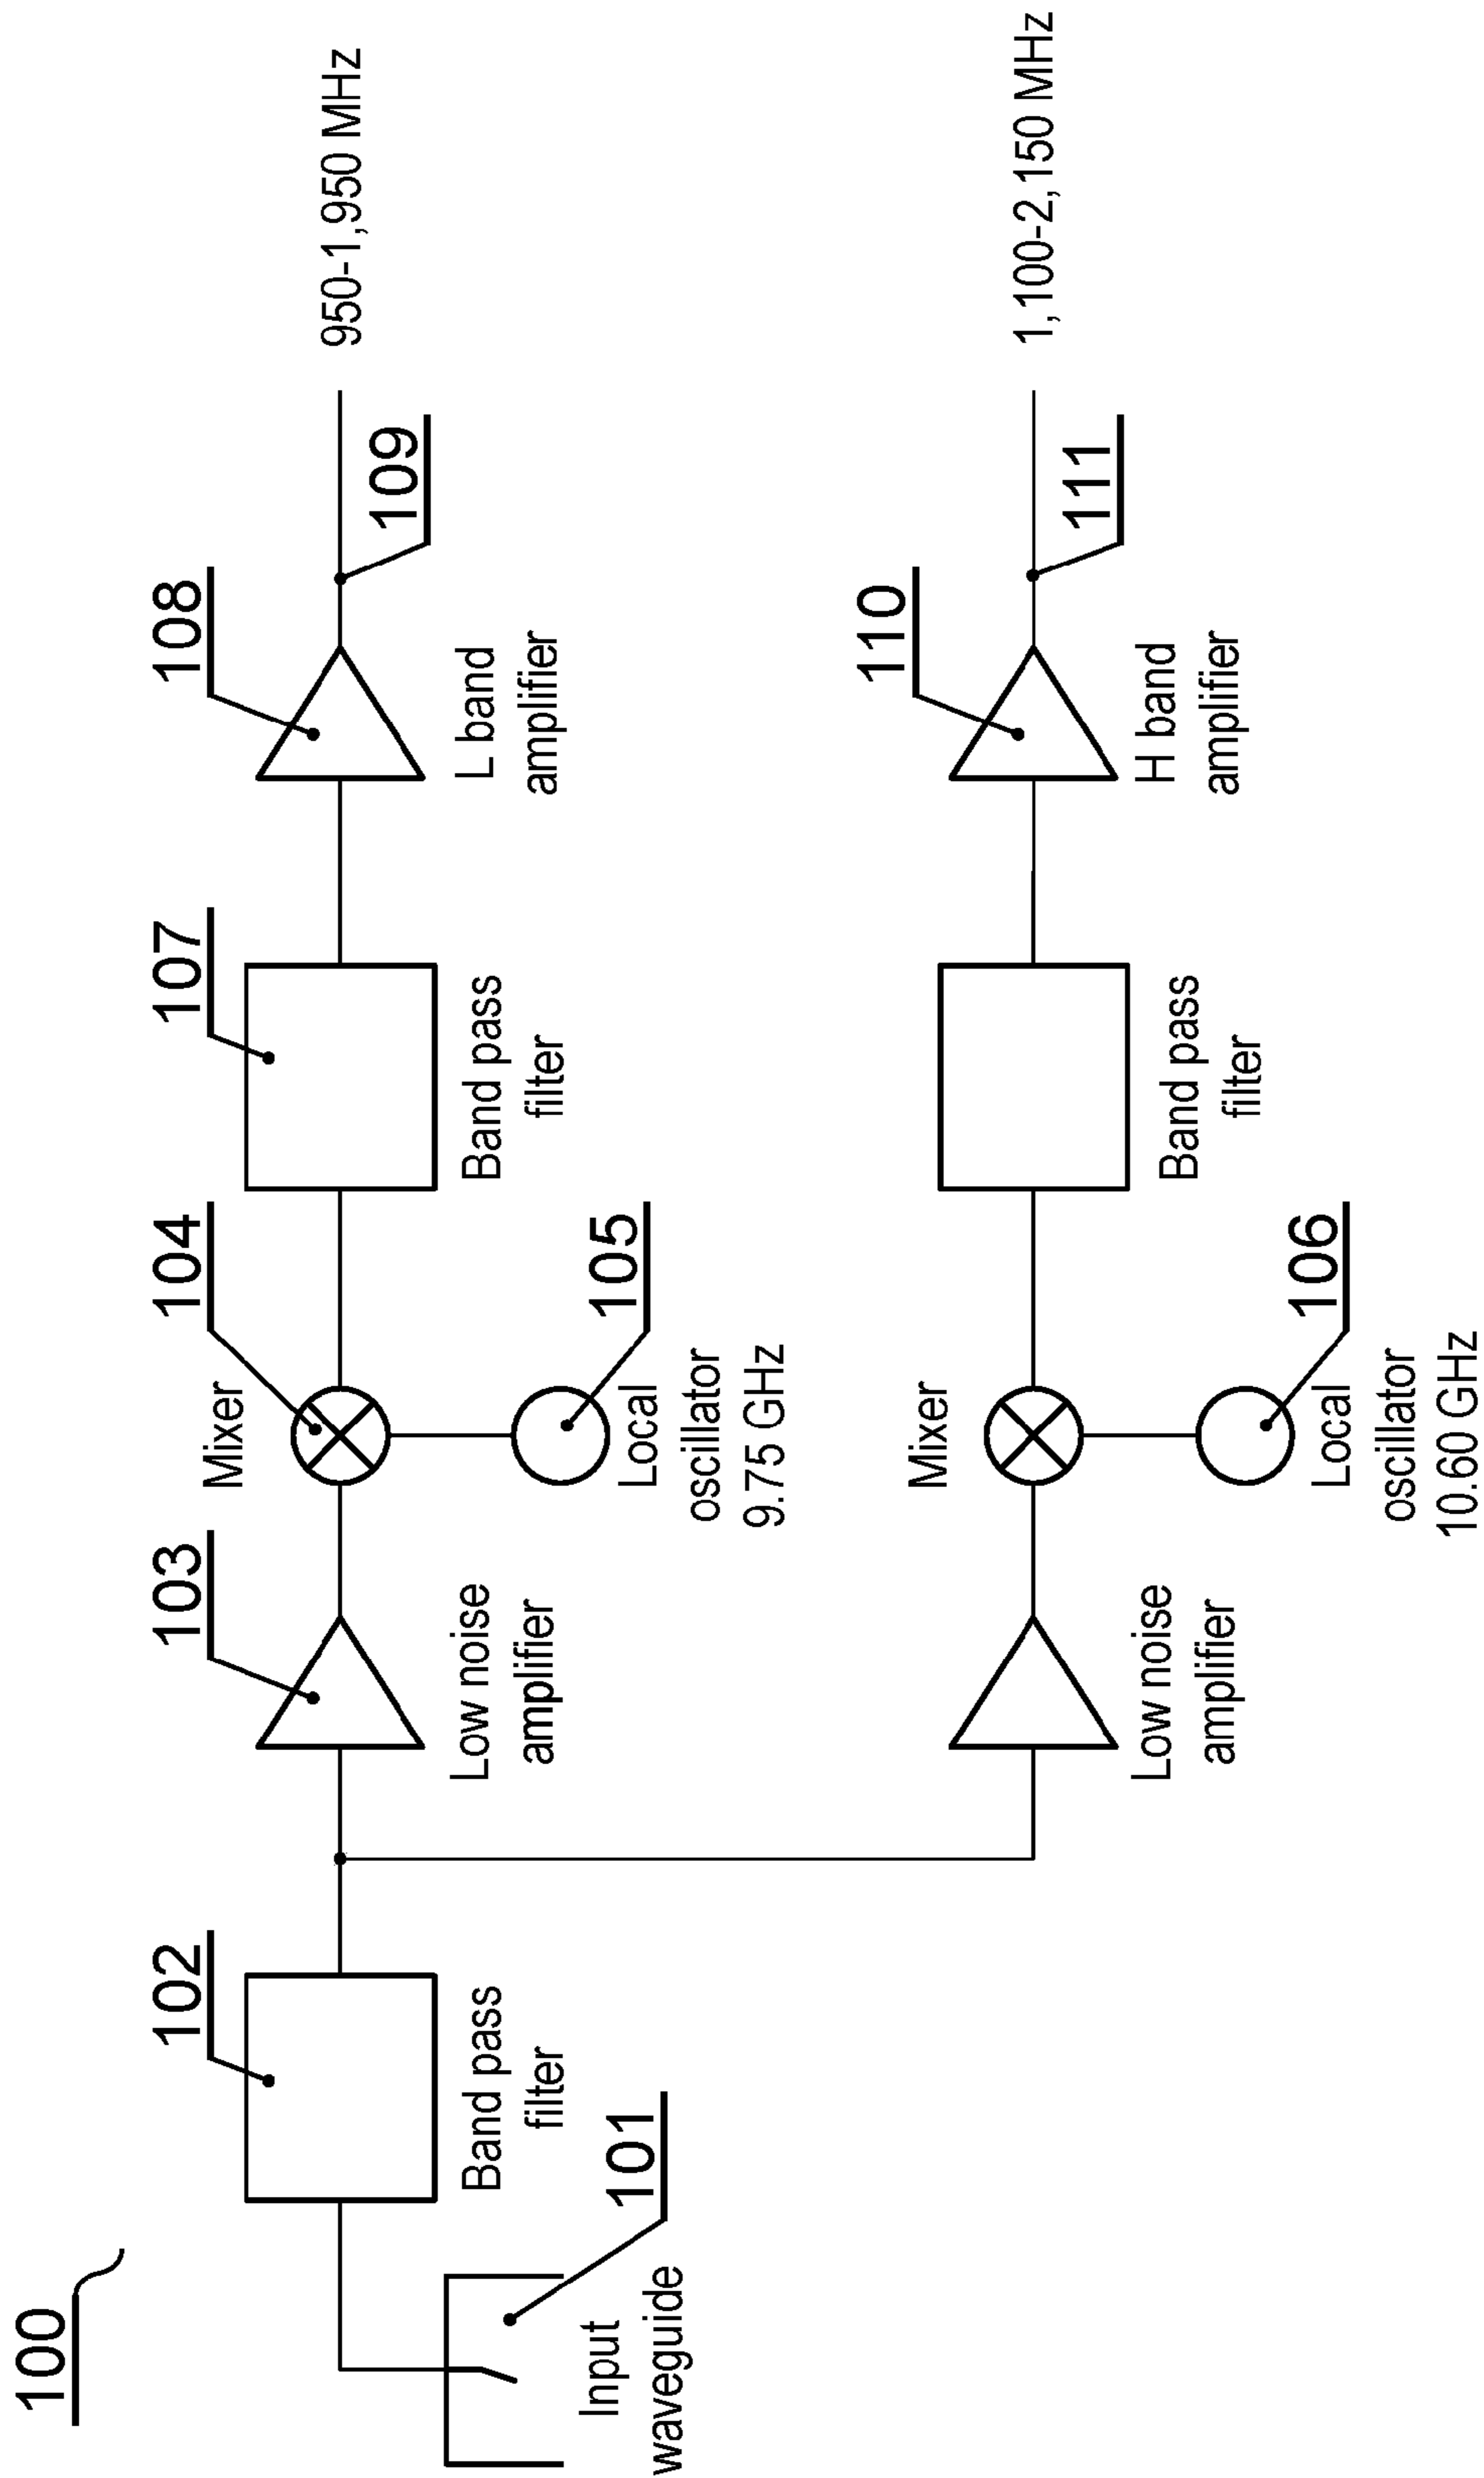 100
102
103
104
107
108
Mixer
950-1,950 MHz
109
Band pass
filter
Low noise
amplifier
Band pass
filter
L band
amplifier
101
105
Input
waveguide
Local
oscillator
9.75 GHz
110
Mixer
1,100-2,150 MHz
111
Low noise
amplifier
Band pass
filter
H band
amplifier
106
Local
oscillator
10.60 GHz